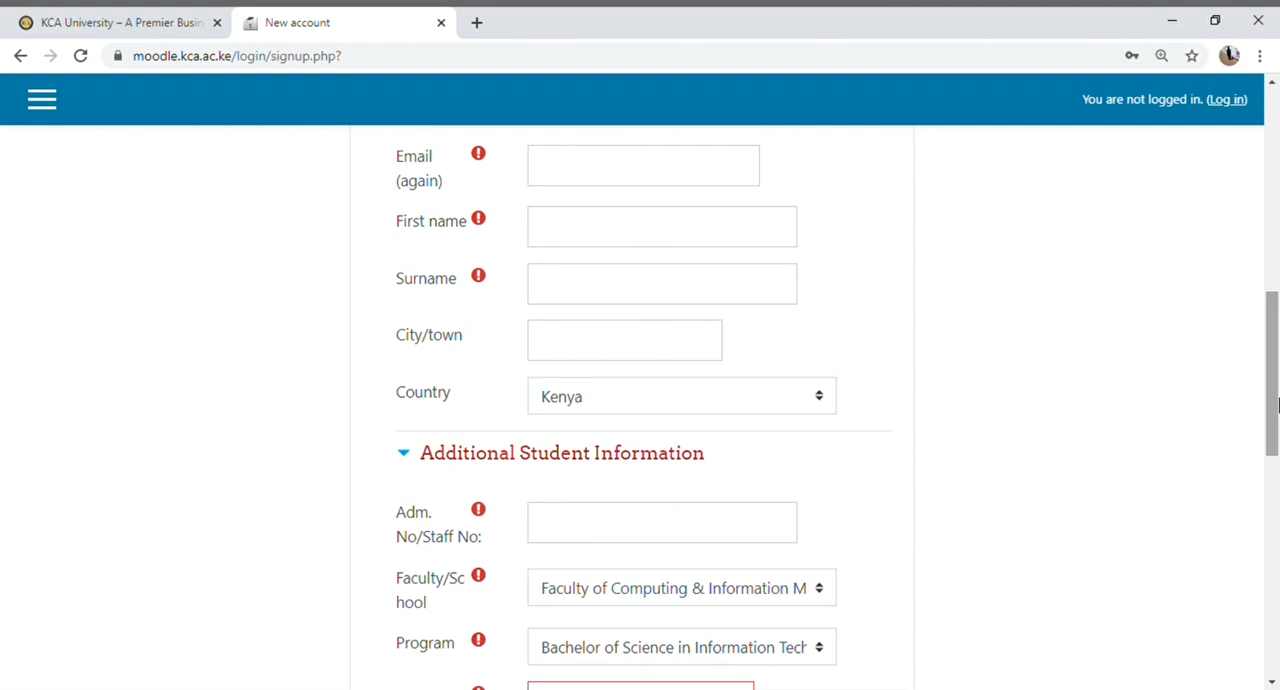 KCA University – A Premier Busin
New account
moodle.kca.ac.ke/login/signup.php?
You are not logged in. (Log in)
Email
(again)
First name
Surname
City/town
Country
Kenya
Additional Student Information
Adm.
No/Staff No:
Faculty/Sc
hool
Faculty of Computing & Information M
Program
Bachelor of Science in Information Tech